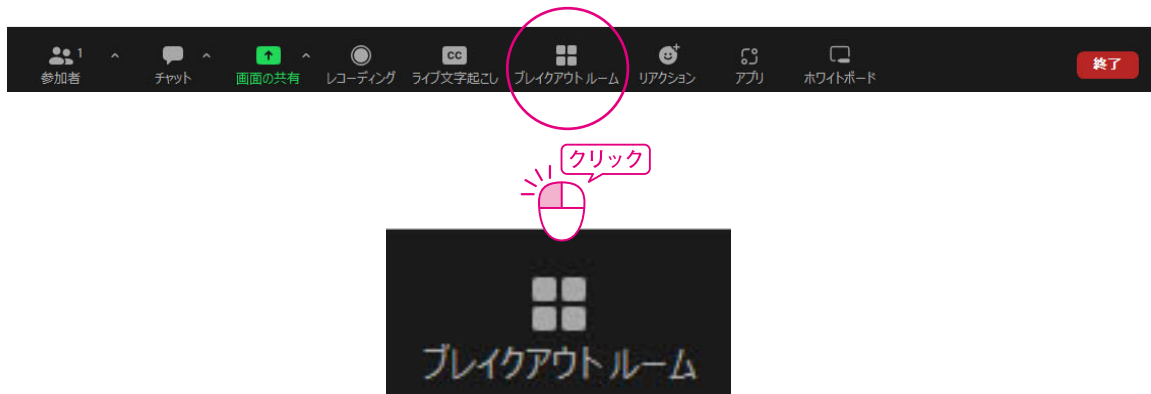 1
CC
参加者 チャット 画面の共有 レコーディング ライブ文字起こし ブレイクアウト ルーム リアクション アプリ ホワイトボード 終了
クリック
ブレイクアウト ルーム